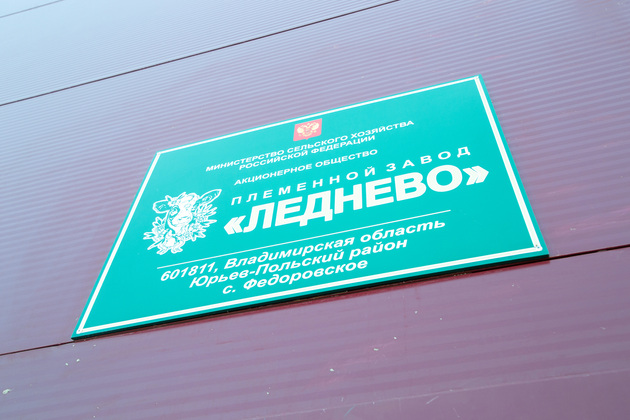 МИНИСТЕРСТВО СЕЛЬСКОГО ХОЗЯЙСТВА
РОССИЙСКОЙ ФЕДЕРАЦИИ
АКЦИОНЕРНОЕ ОБЩЕСТВО
ПЛЕМЕННОЙ ЗАВОД
«ЛЕДНЕВО»
601811, Владимирская область
Юрьев-Польский район
с. Федоровское